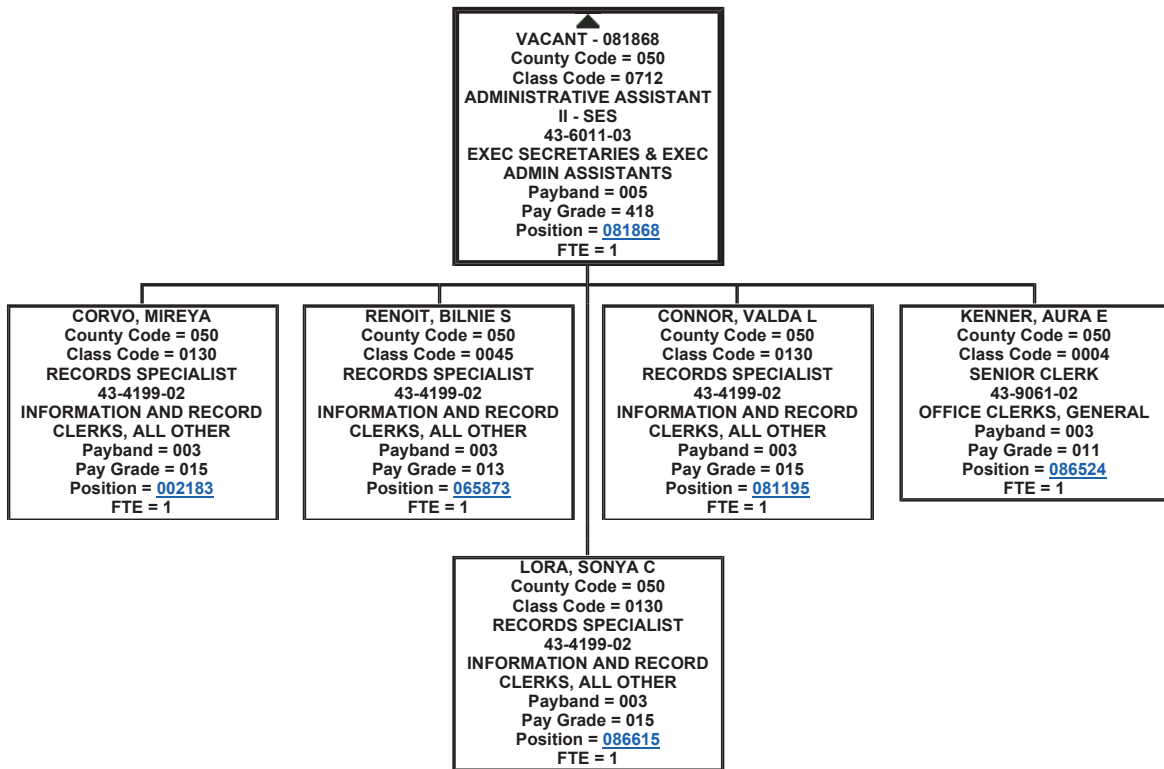 VACANT - 081868
County Code = 050
Class Code = 0712
ADMINISTRATIVE ASSISTANT
II - SES
43-6011-03
EXEC SECRETARIES & EXEC
ADMIN ASSISTANTS
Payband = 005
Pay Grade = 418
Position = 081868
FTE = 1
CORVO, MIREYA
County Code = 050
Class Code = 0130
RECORDS SPECIALIST
43-4199-02
INFORMATION AND RECORD
CLERKS, ALL OTHER
Payband = 003
Pay Grade = 015
Position = 002183
FTE = 1
RENOIT, BILNIE S
County Code = 050
Class Code = 0045
RECORDS SPECIALIST
43-4199-02
INFORMATION AND RECORD
CLERKS, ALL OTHER
Payband = 003
Pay Grade = 013
Position = 065873
FTE = 1
CONNOR, VALDA L
County Code = 050
Class Code = 0130
RECORDS SPECIALIST
43-4199-02
INFORMATION AND RECORD
CLERKS, ALL OTHER
Payband = 003
Pay Grade = 015
Position = 081195
FTE = 1
KENNER, AURA E
County Code = 050
Class Code = 0004
SENIOR CLERK
43-9061-02
OFFICE CLERKS, GENERAL
Payband = 003
Pay Grade = 011
Position = 086524
FTE = 1
LORA, SONYA C
County Code = 050
Class Code = 0130
RECORDS SPECIALIST
43-4199-02
INFORMATION AND RECORD
CLERKS, ALL OTHER
Payband = 003
Pay Grade = 015
Position = 086615
FTE = 1